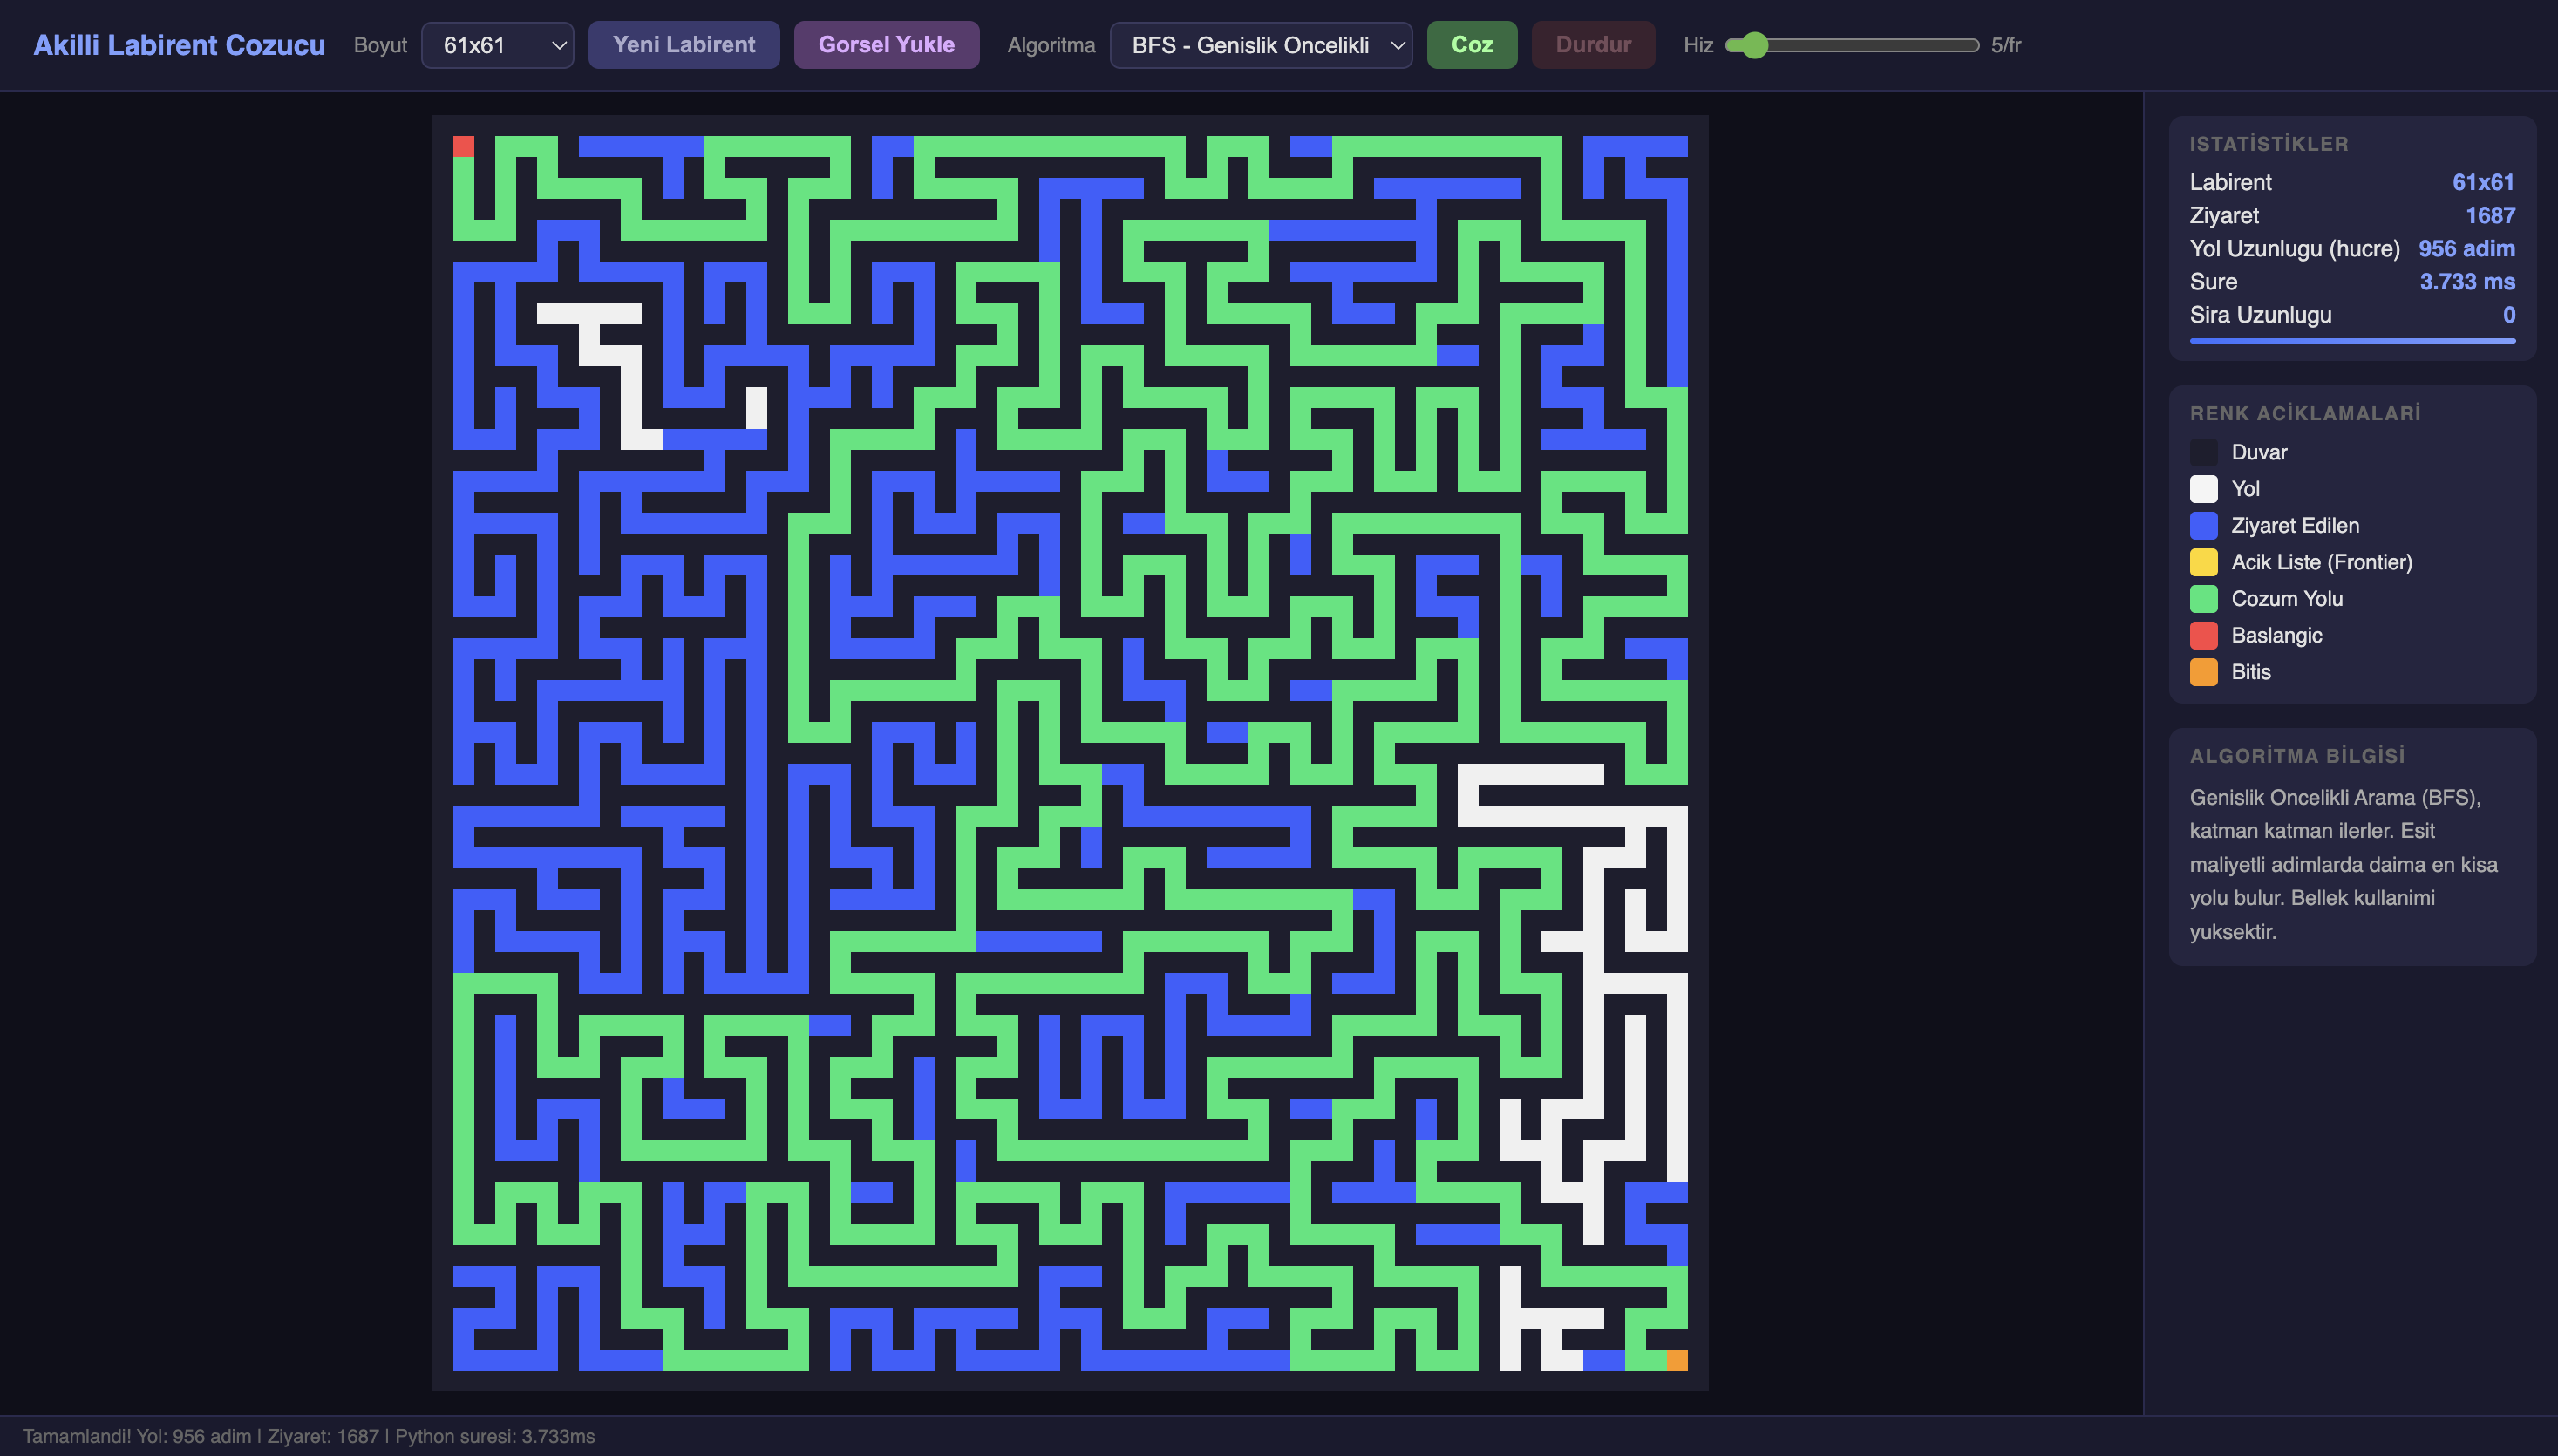 Akilli Labirent Cozucu Boyut 61x61 Yeni Labirent Gorsel Yukle Algoritma BFS - Genislik Oncelikli Coz Durdur Hiz 5/fr
ISTATİSTİKLER
Labirent 61x61
Ziyaret 1687
Yol Uzunlugu (hucre) 956 adim
Sure 3.733 ms
Sira Uzunlugu 0
RENK ACİKLAMALARİ
Duvar
Yol
Ziyaret Edilen
Acik Liste (Frontier)
Cozum Yolu
Baslangic
Bitis
ALGORİTMA BİLGİSİ
Genislik Oncelikli Arama (BFS),
katman katman ilerler. Esit
maliyetli adimlarda daima en kisa
yolu bulur. Bellek kullanimi
yuksektir.
Tamamlandi! Yol: 956 adim | Ziyaret: 1687 | Python suresi: 3.733ms